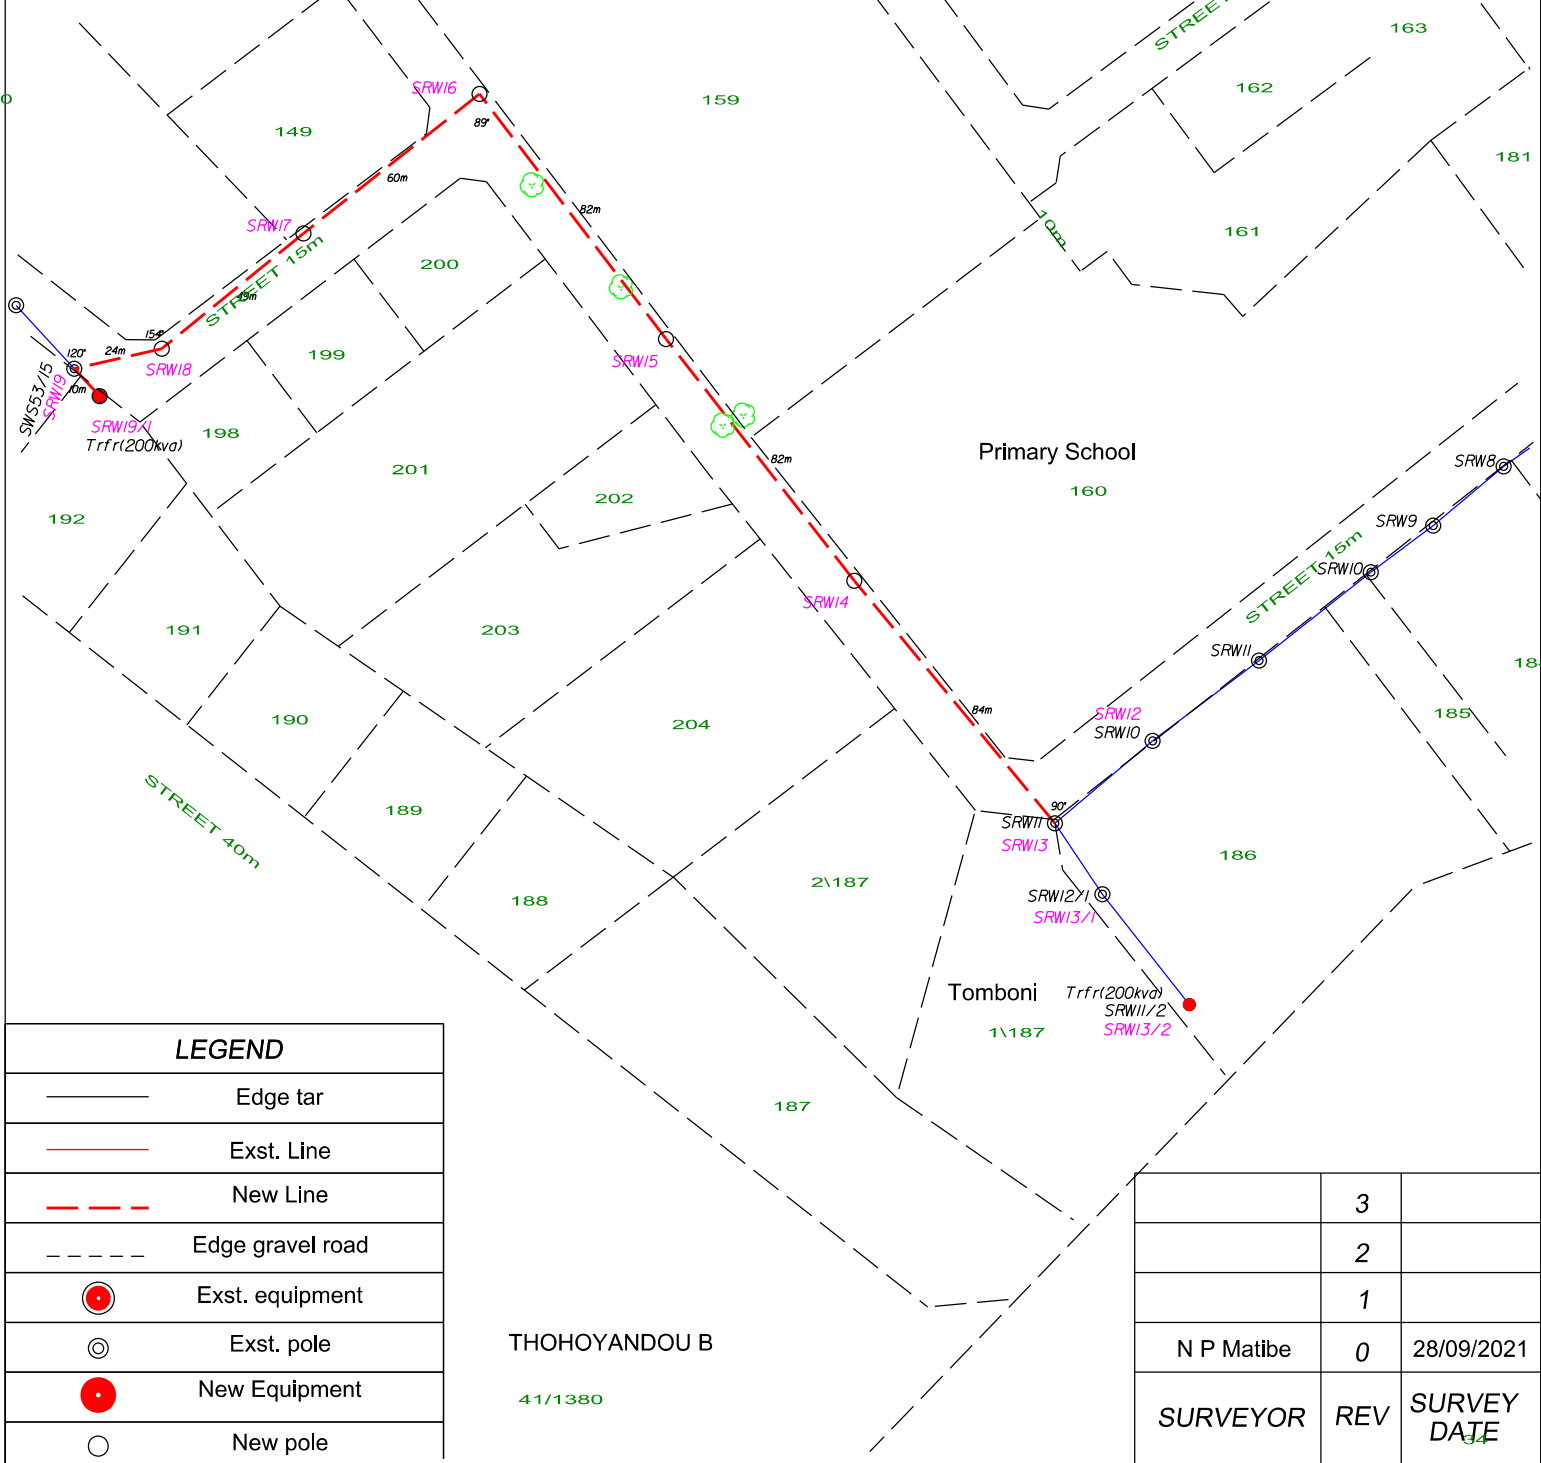 STREET
163
162
159
0
149
181
SRW16
89°
60m
82m
SRW17
STREET 15m
49m
10m
161
200
199
154°
120°
24m
SRW18
SRW15
SWS53/15
SRW19
10m
SRW19/1
Trfr(200kva)
198
201
202
192
82m
Primary School
160
SRW8
SRW9
SRW10
STREET 15m
SRW11
SRW14
203
191
190
204
84m
SRW12
SRW10
185
18
STREET 40m
189
188
90°
SRW11
SRW13
186
2\187
SRW12/1
SRW13/1
Tomboni
1\187
Trfr(200kva)
SRW11/2
SRW13/2
187
LEGEND
Edge tar
Exst. Line
New Line
Edge gravel road
Exst. equipment
Exst. pole
New Equipment
New pole
THOHOYANDOU B
41/1380
3
2
1
N P Matibe 0 28/09/2021
SURVEYOR REV SURVEY
DATE
34